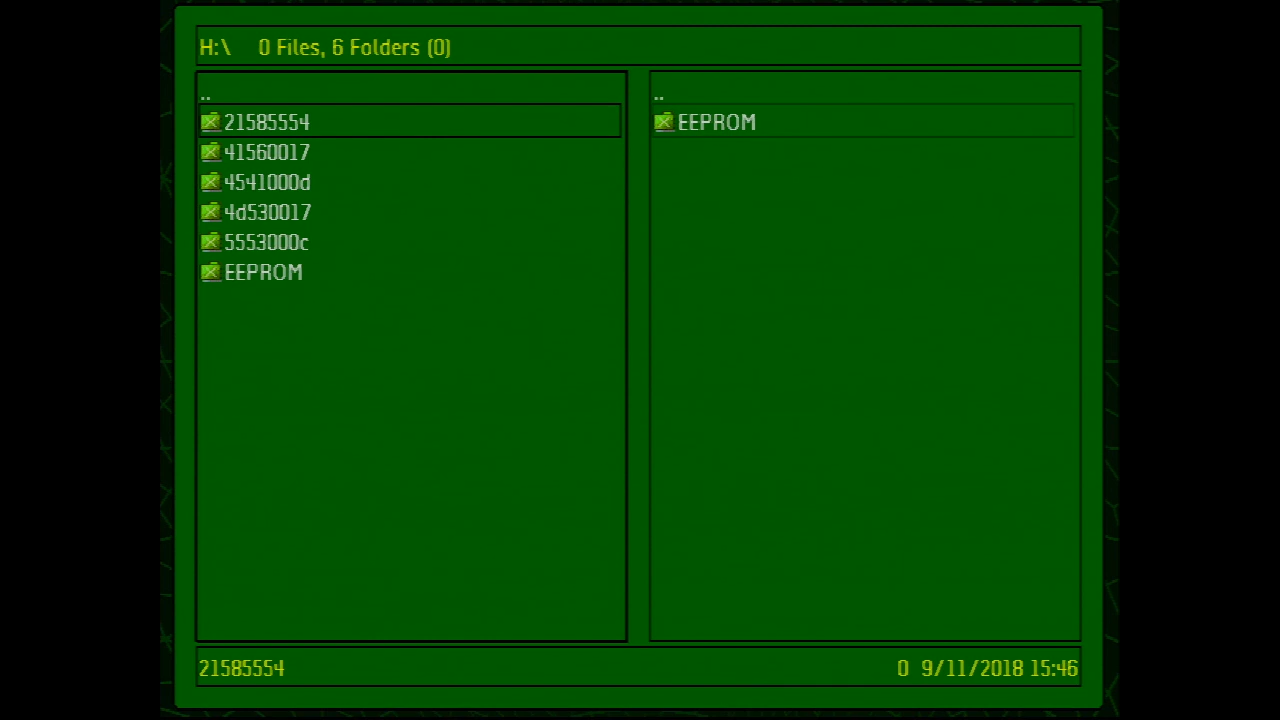 H:\ 0 Files, 6 Folders (0)
..
21585554
41560017
4541000d
4d530017
5553000c
EEPROM
..
EEPROM
21585554 0 9/11/2018 15:46